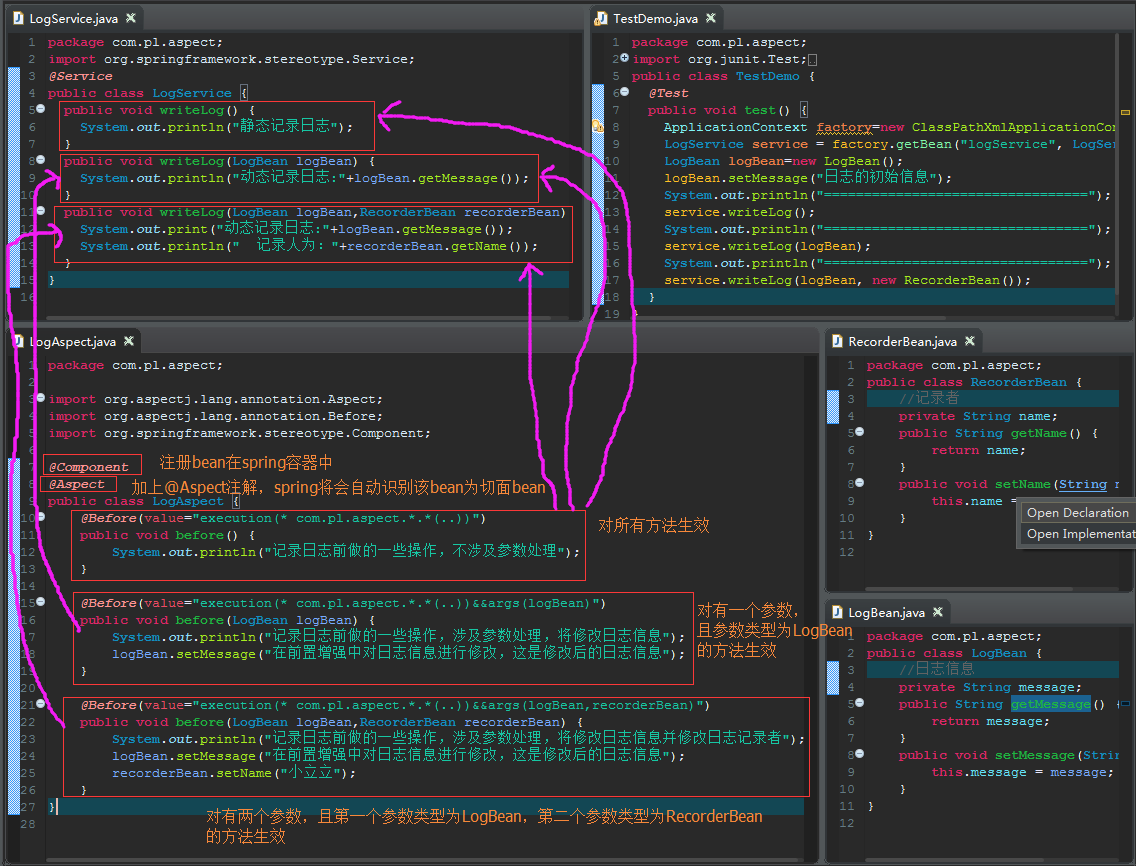 LogService.java
1 package com.pl.aspect;
2 import org.springframework.stereotype.Service;
3 @Service
4 public class LogService {
5 public void writeLog() {
6 System.out.println("静态记录日志");
7 }
8 public void writeLog(LogBean logBean) {
9 System.out.println("动态记录日志:"+logBean.getMessage());
10 }
11 public void writeLog(LogBean logBean,RecorderBean recorderBean)
12 System.out.print("动态记录日志:"+logBean.getMessage());
13 System.out.println("  记录人为: "+recorderBean.getName());
14 }
15 }
16
TestDemo.java
1 package com.pl.aspect;
2 import org.junit.Test;
5 public class TestDemo {
6 @Test
7 public void test() {
8 ApplicationContext factory=new ClassPathXmlApplicationCon
9 LogService service = factory.getBean("logService", LogSer
10 LogBean logBean=new LogBean();
11 logBean.setMessage("日志的初始信息");
12 System.out.println("=================================");
13 service.writeLog();
14 System.out.println("=================================");
15 service.writeLog(logBean);
16 System.out.println("=================================");
17 service.writeLog(logBean, new RecorderBean());
18 }
19 }
LogAspect.java
1 package com.pl.aspect;
2
3 import org.aspectj.lang.annotation.Aspect;
4 import org.aspectj.lang.annotation.Before;
5 import org.springframework.stereotype.Component;
6
7 @Component 注册bean在spring容器中
8 @Aspect 加上@Aspect注解，spring将会自动识别该bean为切面bean
9 public class LogAspect {
10 @Before(value="execution(* com.pl.aspect.*.*(..))")
11 public void before() {
12 System.out.println("记录日志前做的一些操作，不涉及参数处理");
13 }
对所有方法生效
14
15 @Before(value="execution(* com.pl.aspect.*.*(..))&&args(logBean)")
16 public void before(LogBean logBean) {
17 System.out.println("记录日志前做的一些操作，涉及参数处理，将修改日志信息");
18 logBean.setMessage("在前置增强中对日志信息进行修改，这是修改后的日志信息");
19 }
对有一个参数，
且参数类型为LogBean
的方法生效
20
21 @Before(value="execution(* com.pl.aspect.*.*(..))&&args(logBean,recorderBean)")
22 public void before(LogBean logBean,RecorderBean recorderBean) {
23 System.out.println("记录日志前做的一些操作，涉及参数处理，将修改日志信息并修改日志记录者");
24 logBean.setMessage("在前置增强中对日志信息进行修改，这是修改后的日志信息");
25 recorderBean.setName("小立立");
26 }
27 }
28
对有两个参数，且第一个参数类型为LogBean，第二个参数类型为RecorderBean
的方法生效
RecorderBean.java
1 package com.pl.aspect;
2 public class RecorderBean {
3 //记录者
4 private String name;
5 public String getName() {
6 return name;
7 }
8 public void setName(String n
9 this.name =
10 }
11 }
12
Open Declaration
Open Implementat
LogBean.java
1 package com.pl.aspect;
2 public class LogBean {
3 //日志信息
4 private String message;
5 public String getMessage() {
6 return message;
7 }
8 public void setMessage(Strin
9 this.message = message;
10 }
11 }
12